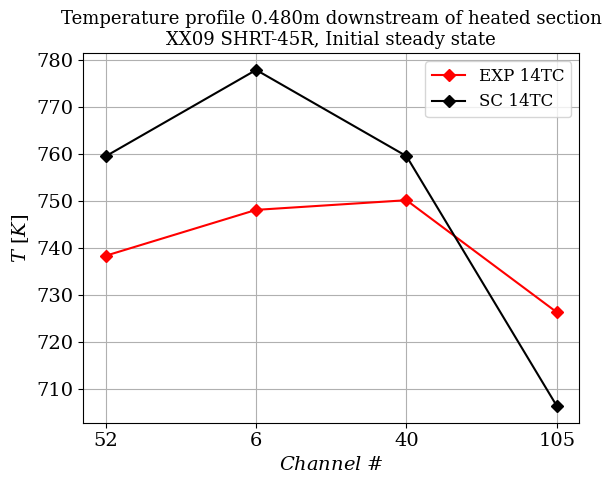 Temperature profile 0.480m downstream of heated section
XX09 SHRT-45R, Initial steady state
EXP 14TC
SC 14TC
780
770
760
750
740
730
720
710
T [K]
52 6 40 105
Channel #